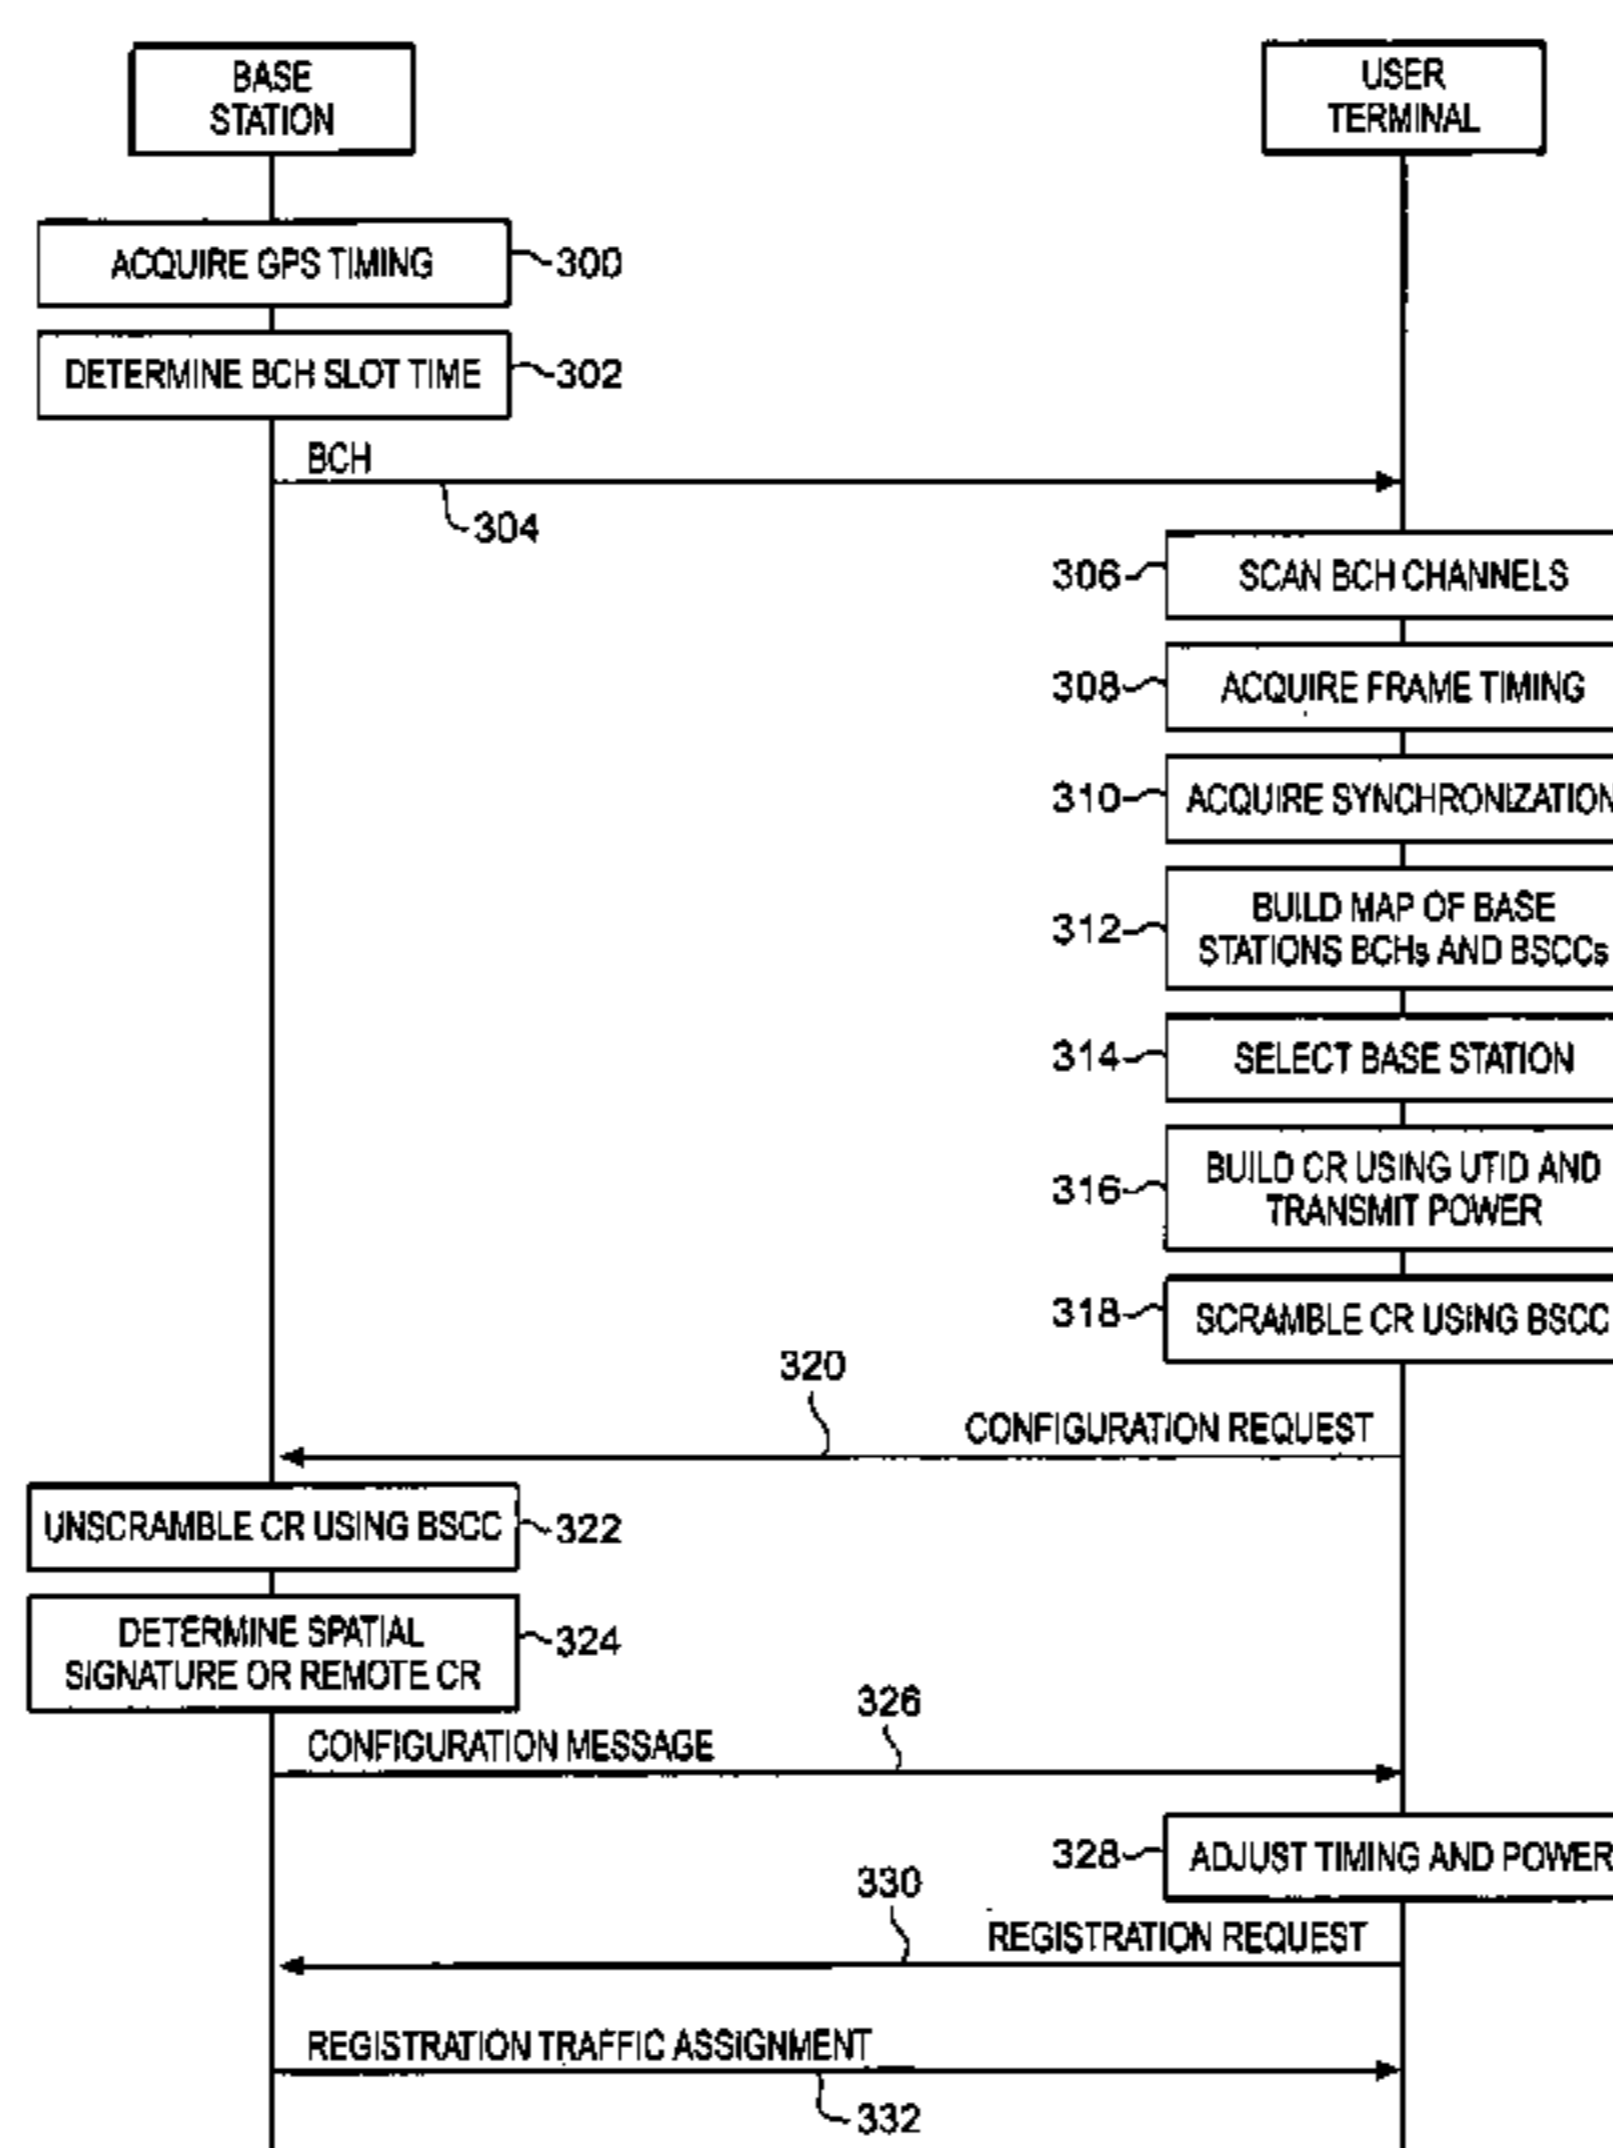 BASE
STATION
USER
TERMINAL
ACQUIRE GPS TIMING
300
DETERMINE BCH SLOT TIME
302
BCH
304
306
SCAN BCH CHANNELS
308
ACQUIRE FRAME TIMING
310
ACQUIRE SYNCHRONIZATION
312
BUILD MAP OF BASE
STATIONS BCHs AND BSCCs
314
SELECT BASE STATION
316
BUILD CR USING UTID AND
TRANSMIT POWER
318
SCRAMBLE CR USING BSCC
320
CONFIGURATION REQUEST
UNSCRAMBLE CR USING BSCC
322
DETERMINE SPATIAL
SIGNATURE OR REMOTE CR
324
326
CONFIGURATION MESSAGE
328
ADJUST TIMING AND POWER
330
REGISTRATION REQUEST
REGISTRATION TRAFFIC ASSIGNMENT
332